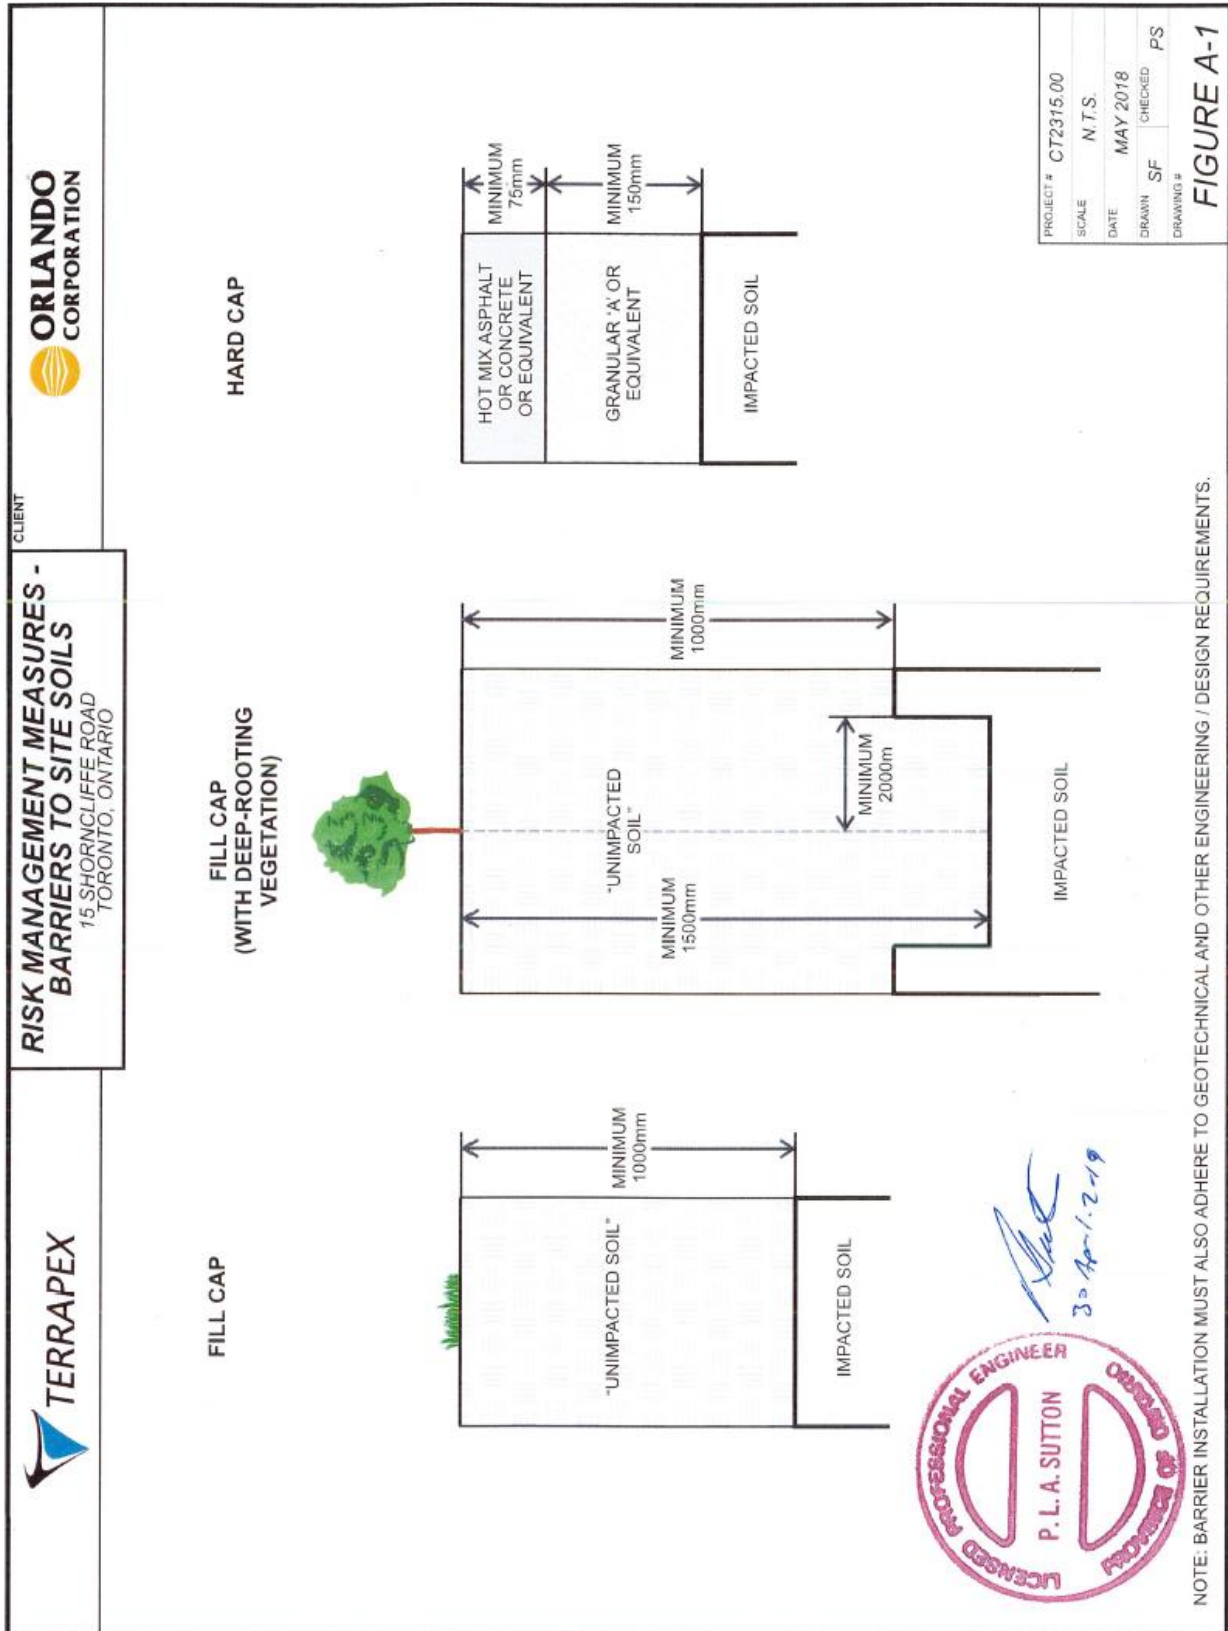 TERRAPEX
RISK MANAGEMENT MEASURES -
BARRIERS TO SITE SOILS
15 SHORNCLIFFE ROAD
TORONTO, ONTARIO
CLIENT
ORLANDO
CORPORATION
FILL CAP
"UNIMPACTED SOIL"
MINIMUM
1000mm
IMPACTED SOIL
FILL CAP
(WITH DEEP-ROOTING
VEGETATION)
"UNIMPACTED
SOIL"
MINIMUM
1500mm
MINIMUM
2000m
MINIMUM
1000mm
IMPACTED SOIL
HARD CAP
HOT MIX ASPHALT
OR CONCRETE
OR EQUIVALENT
MINIMUM
75mm
GRANULAR 'A' OR
EQUIVALENT
MINIMUM
150mm
IMPACTED SOIL
LICENSED PROFESSIONAL ENGINEER
P. L. A. SUTTON
PROVINCE OF ONTARIO
30 April 2019
PROJECT # CT2315.00
SCALE N.T.S.
DATE MAY 2018
DRAWN SF CHECKED PS
DRAWING #
FIGURE A-1
NOTE: BARRIER INSTALLATION MUST ALSO ADHERE TO GEOTECHNICAL AND OTHER ENGINEERING / DESIGN REQUIREMENTS.